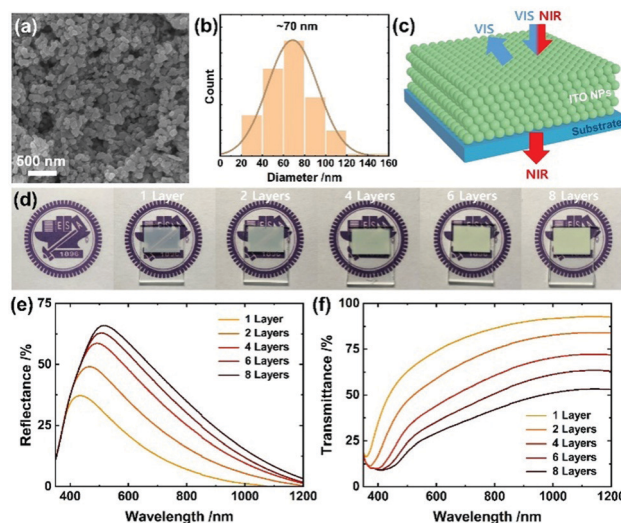 (a)
500 nm
(b)
~70 nm
Count
0 20 40 60 80 100 120 140 160
Diameter /nm
(c)
VIS
VIS NIR
ITO NPs
Substrate
NIR
(d)
1 Layer
2 Layers
4 Layers
6 Layers
8 Layers
E S
1896
(e)
75
50
25
0
Reflectance /%
1 Layer
2 Layers
4 Layers
6 Layers
8 Layers
400 600 800 1000 1200
Wavelength /nm
(f)
100
75
50
25
0
Transmittance /%
1 Layer
2 Layers
4 Layers
6 Layers
8 Layers
400 600 800 1000 1200
Wavelength /nm